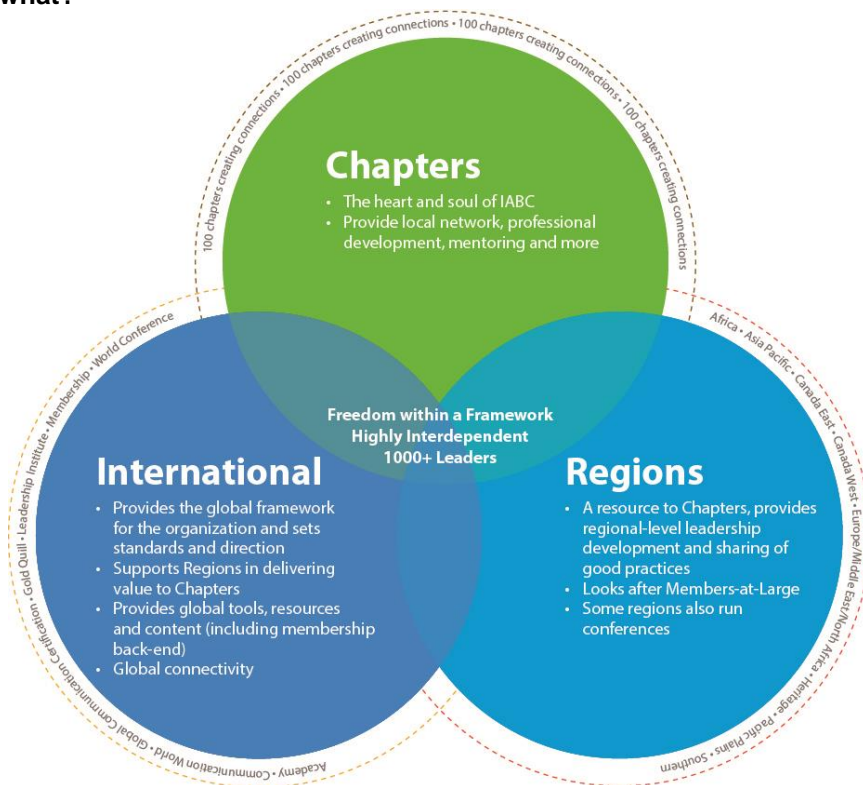 what?
100 chapters creating connections • 100 chapters creating connections • 100 chapters creating connections • 100 chapters creating connections
Chapters
• The heart and soul of IABC
• Provide local network, professional
development, mentoring and more
Freedom within a Framework
Highly Interdependent
1000+ Leaders
International
• Provides the global framework
for the organization and sets
standards and direction
• Supports Regions in delivering
value to Chapters
• Provides global tools, resources
and content (including membership
back-end)
• Global connectivity
Academy • Communication World • Global Communication Certification • Gold Quill • Leadership Institute • Membership • World Conference
Regions
• A resource to Chapters, provides
regional-level leadership
development and sharing of
good practices
• Looks after Members-at-Large
• Some regions also run
conferences
Africa • Asia Pacific • Canada East • Canada West • Europe/Middle East/North Africa • Heritage • Pacific Plains • Southern